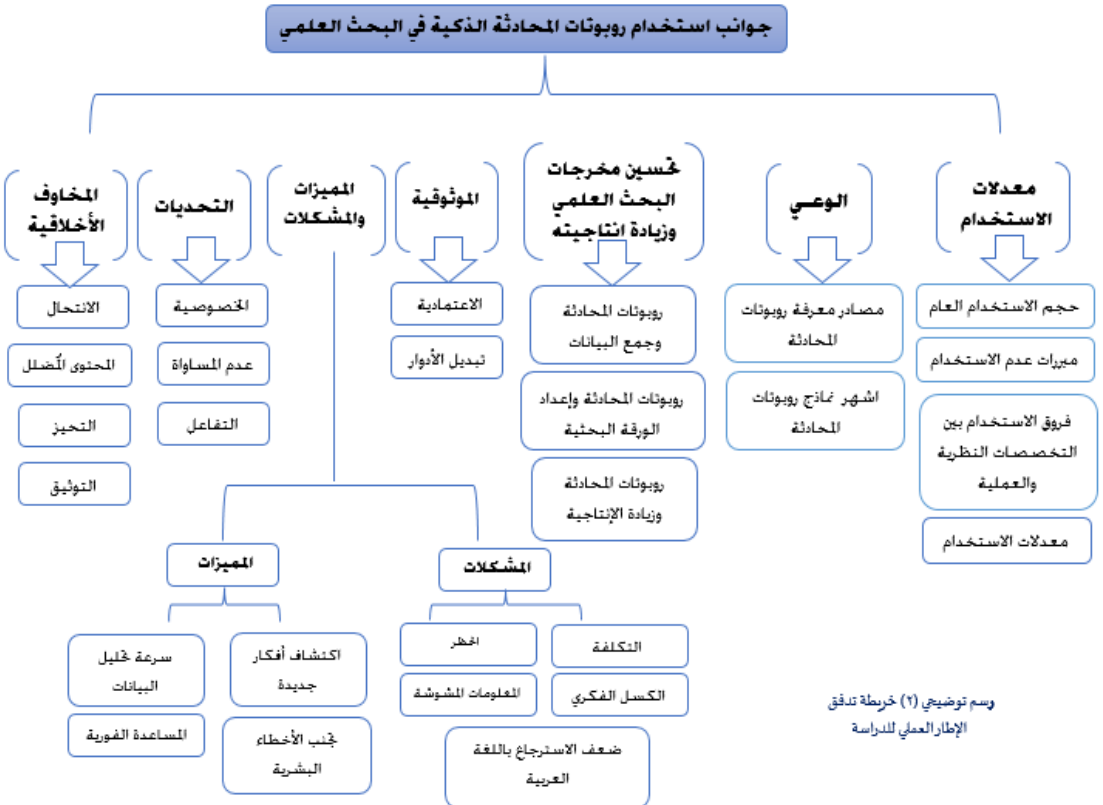 جوانب استخدام روبوتات المحادثة الذكية في البحث العلمي
معدلات
الاستخدام
حجم الاستخدام العام
مبررات عدم الاستخدام
فروق الاستخدام بين
التخصصات النظرية
والعملية
معدلات الاستخدام
الوعي
مصادر معرفة روبوتات
المحادثة
اشهر نماذج روبوتات
المحادثة
تحسين مخرجات
البحث العلمي
وزيادة انتاجيته
روبوتات المحادثة
وجمع البيانات
روبوتات المحادثة وإعداد
الورقة البحثية
روبوتات المحادثة
وزيادة الإنتاجية
الموثوقية
الاعتمادية
تبديل الأدوار
المميزات
والمشكلات
المشكلات
التكلفة
الحظر
الكسل الفكري
المعلومات المشوشة
ضعف الاسترجاع باللغة
العربية
المميزات
اكتشاف أفكار
جديدة
سرعة تحليل
البيانات
تجنب الأخطاء
البشرية
المساعدة الفورية
التحديات
الخصوصية
عدم المساواة
التفاعل
المخاوف
الأخلاقية
الانتحال
المحتوى المُضلل
التحيز
التوثيق
رسم توضيحي (٢) خريطة تدفق
الإطار العملي للدراسة